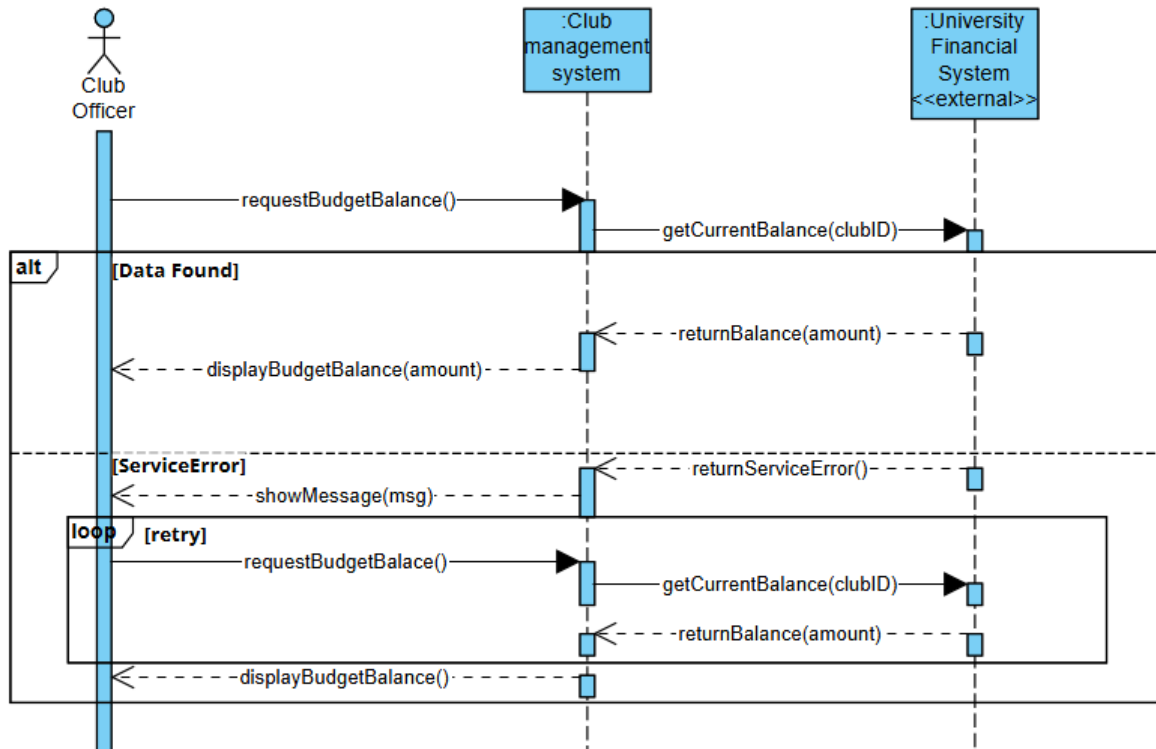 Club
Officer
:Club
management
system
:University
Financial
System
<<external>>
requestBudgetBalance()
getCurrentBalance(clubID)
alt
[Data Found]
returnBalance(amount)
displayBudgetBalance(amount)
[ServiceError]
returnServiceError()
showMessage(msg)
loop
[retry]
requestBudgetBalace()
getCurrentBalance(clubID)
returnBalance(amount)
displayBudgetBalance()